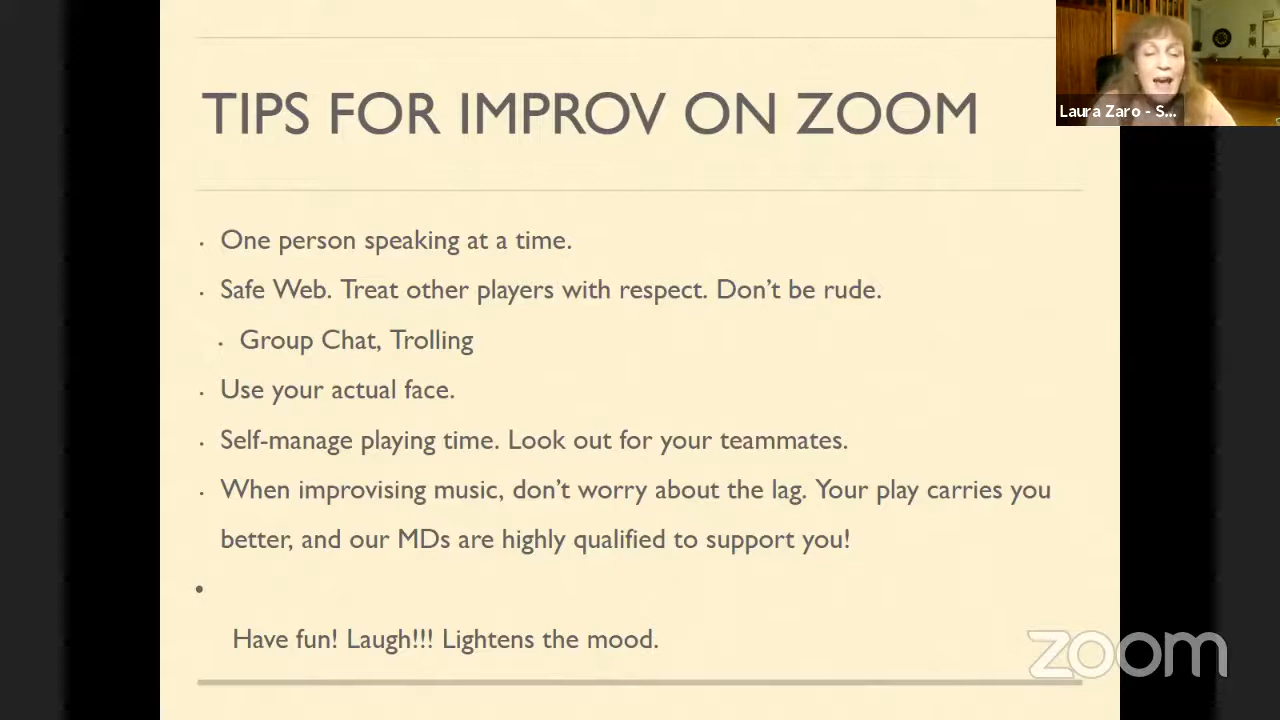 TIPS FOR IMPROV ON ZOOM
Laura Zaro - S...
• One person speaking at a time.
• Safe Web. Treat other players with respect. Don't be rude.
• Group Chat, Trolling
• Use your actual face.
• Self-manage playing time. Look out for your teammates.
• When improvising music, don't worry about the lag. Your play carries you
better, and our MDs are highly qualified to support you!
•
Have fun! Laugh!!! Lightens the mood.
zoom